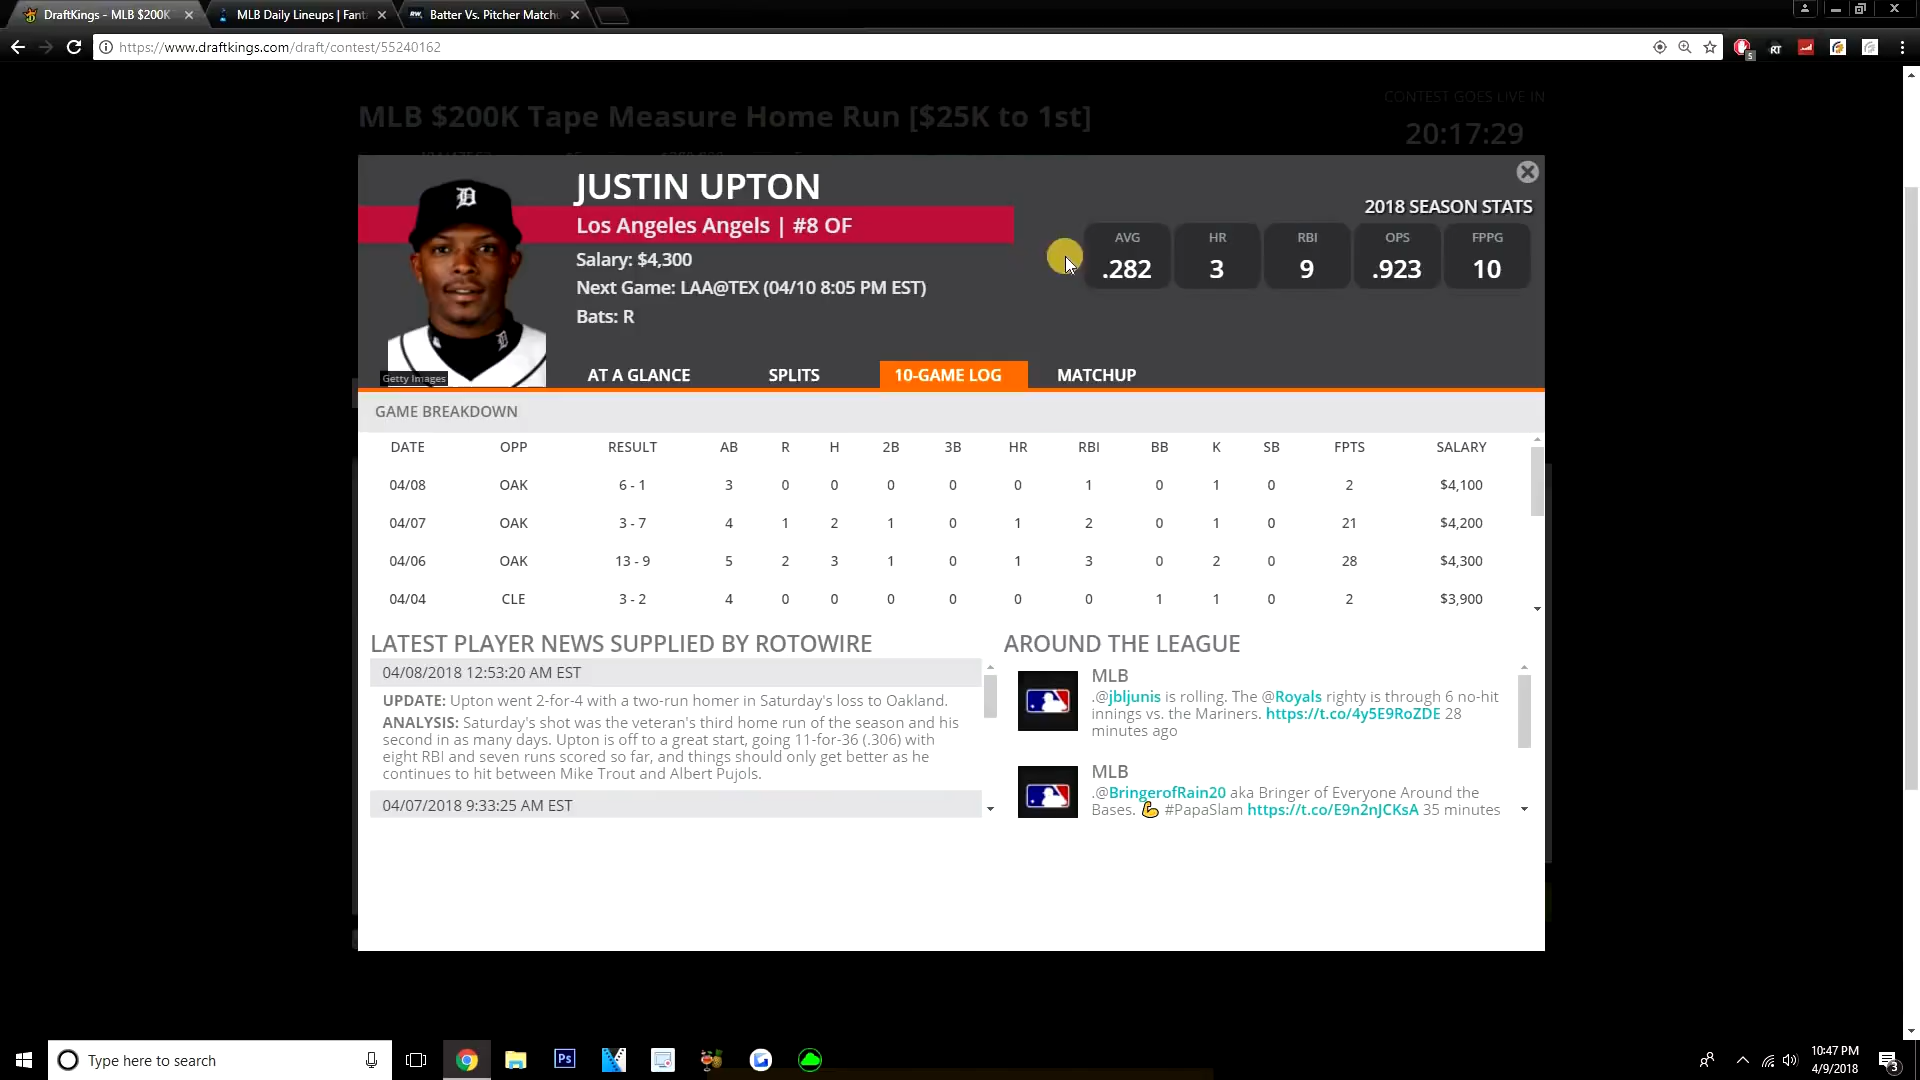 DraftKings - MLB $200K
MLB Daily Lineups | Fant
Batter Vs. Pitcher Match
https://www.draftkings.com/draft/contest/55240162
MLB $200K Tape Measure Home Run [$25K to 1st]
CONTEST GOES LIVE IN
20:17:29
JUSTIN UPTON
Los Angeles Angels | #8 OF
Salary: $4,300
Next Game: LAA@TEX (04/10 8:05 PM EST)
Bats: R
2018 SEASON STATS
AVG HR RBI OPS FPPG
.282 3 9 .923 10
Getty Images
AT A GLANCE SPLITS 10-GAME LOG MATCHUP
GAME BREAKDOWN
DATE OPP RESULT AB R H 2B 3B HR RBI BB K SB FPTS SALARY
04/08 OAK 6 - 1 3 0 0 0 0 0 1 0 1 0 2 $4,100
04/07 OAK 3 - 7 4 1 2 1 0 1 2 0 1 0 21 $4,200
04/06 OAK 13 - 9 5 2 3 1 0 1 3 0 2 0 28 $4,300
04/04 CLE 3 - 2 4 0 0 0 0 0 0 1 1 0 2 $3,900
LATEST PLAYER NEWS SUPPLIED BY ROTOWIRE
04/08/2018 12:53:20 AM EST
UPDATE: Upton went 2-for-4 with a two-run homer in Saturday's loss to Oakland.
ANALYSIS: Saturday's shot was the veteran's third home run of the season and his
second in as many days. Upton is off to a great start, going 11-for-36 (.306) with
eight RBI and seven runs scored so far, and things should only get better as he
continues to hit between Mike Trout and Albert Pujols.
04/07/2018 9:33:25 AM EST
AROUND THE LEAGUE
MLB
.@jbljunis is rolling. The @Royals righty is through 6 no-hit
innings vs. the Mariners. https://t.co/4y5E9RoZDE 28
minutes ago
MLB
.@BringerofRain20 aka Bringer of Everyone Around the
Bases. 💪 #PapaSlam https://t.co/E9n2nJCKsA 35 minutes
Type here to search
Ps
10:47 PM
4/9/2018
3